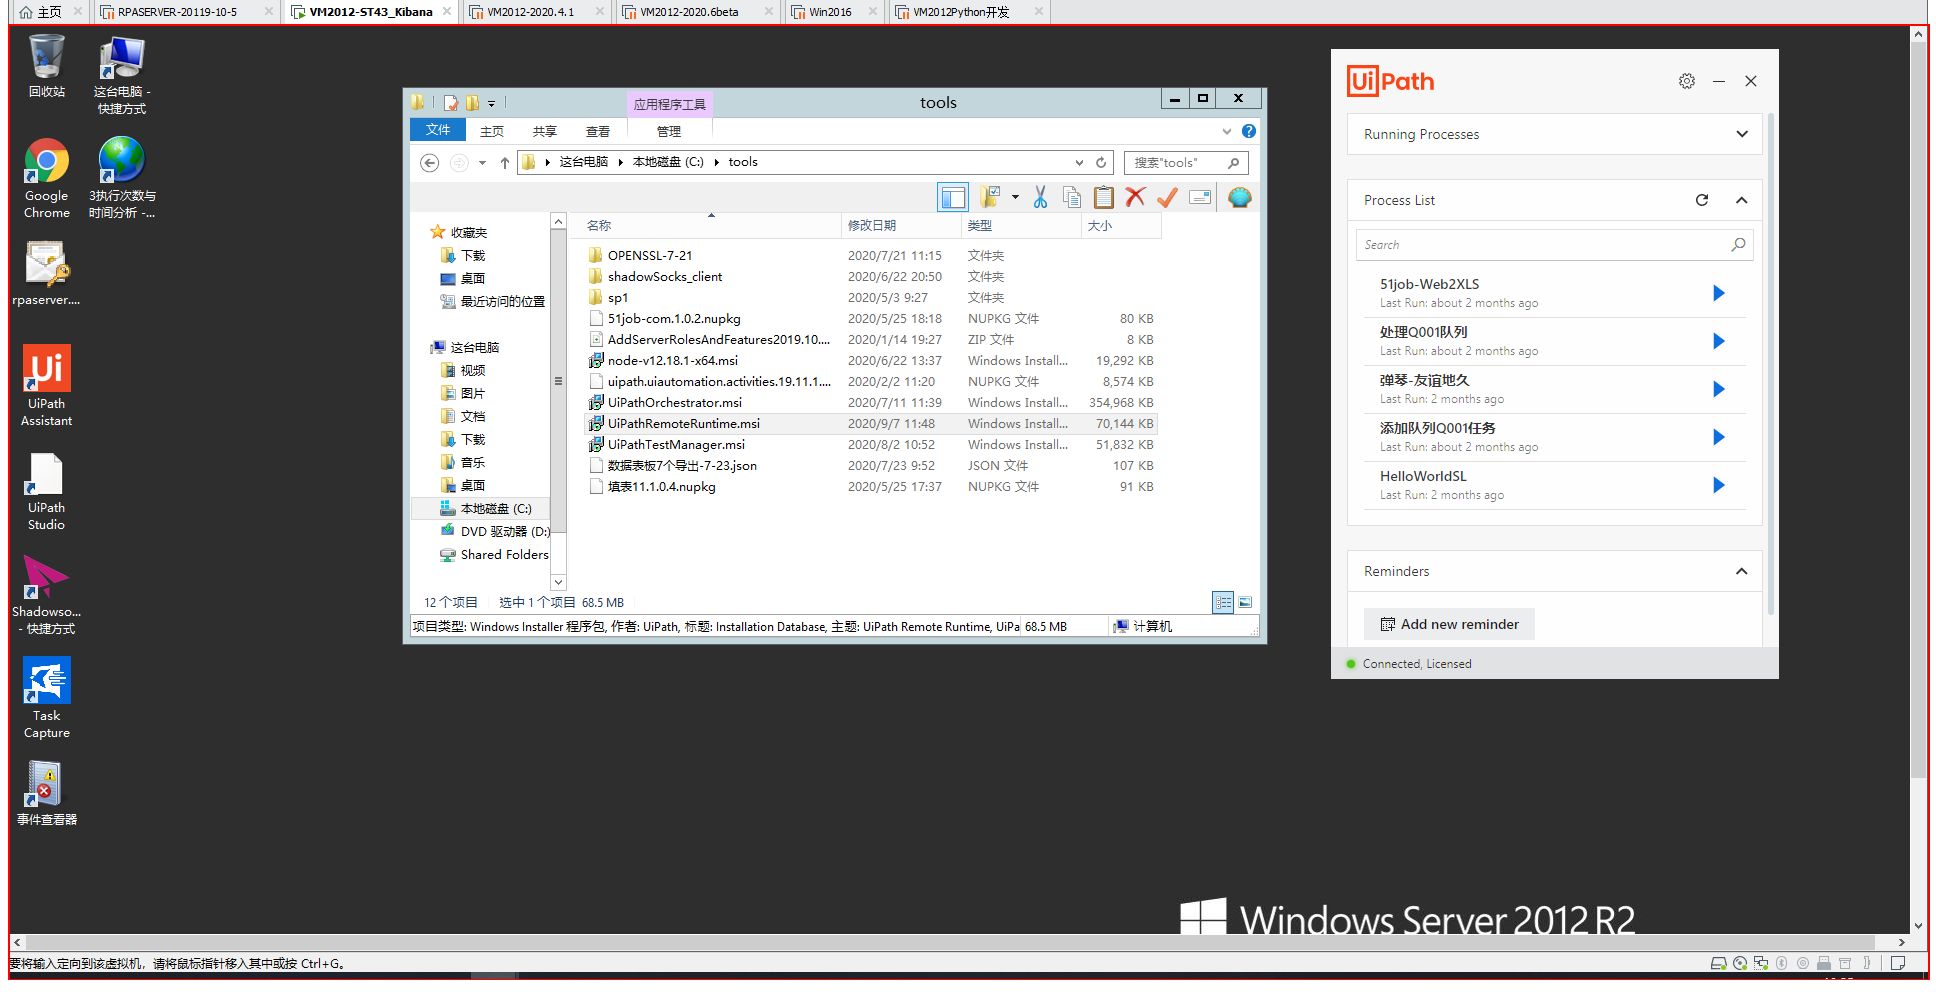 主页
RPASERVER-20119-10-5
VM2012-ST43_Kibana
VM2012-2020.4.1
VM2012-2020.6beta
Win2016
VM2012Python开发
回收站
这台电脑 -
快捷方式
Google
Chrome
3执行次数与
时间分析 -...
rpaserver....
UiPath
Assistant
UiPath
Studio
Shadowso...
- 快捷方式
Task
Capture
事件查看器
应用程序工具
tools
文件
主页
共享
查看
管理
这台电脑
本地磁盘 (C:)
tools
搜索"tools"
收藏夹
下载
桌面
最近访问的位置
这台电脑
视频
图片
文档
下载
音乐
桌面
本地磁盘 (C:)
DVD 驱动器 (D:)
Shared Folders
名称 修改日期 类型 大小
OPENSSL-7-21 2020/7/21 11:15 文件夹
shadowSocks_client 2020/6/22 20:50 文件夹
sp1 2020/5/3 9:27 文件夹
51job-com.1.0.2.nupkg 2020/5/25 18:18 NUPKG 文件 80 KB
AddServerRolesAndFeatures2019.10.... 2020/1/14 19:27 ZIP 文件 8 KB
node-v12.18.1-x64.msi 2020/6/22 13:37 Windows Install... 19,292 KB
uipath.uiautomation.activities.19.11.1.... 2020/2/2 11:20 NUPKG 文件 8,574 KB
UiPathOrchestrator.msi 2020/7/11 11:39 Windows Install... 354,968 KB
UiPathRemoteRuntime.msi 2020/9/7 11:48 Windows Install... 70,144 KB
UiPathTestManager.msi 2020/8/2 10:52 Windows Install... 51,832 KB
数据表板7个导出-7-23.json 2020/7/23 9:52 JSON 文件 107 KB
填表11.1.0.4.nupkg 2020/5/25 17:37 NUPKG 文件 91 KB
12 个项目 选中 1 个项目 68.5 MB
项目类型: Windows Installer 程序包, 作者: UiPath, 标题: Installation Database, 主题: UiPath Remote Runtime, UiPa 68.5 MB
计算机
UiPath
Running Processes
Process List
Search
51job-Web2XLS
Last Run: about 2 months ago
处理Q001队列
Last Run: about 2 months ago
弹琴-友谊地久
Last Run: 2 months ago
添加队列Q001任务
Last Run: about 2 months ago
HelloWorldSL
Last Run: 2 months ago
Reminders
Add new reminder
Connected, Licensed
Windows Server 2012 R2
要将输入定向到该虚拟机，请将鼠标指针移入其中或按 Ctrl+G。